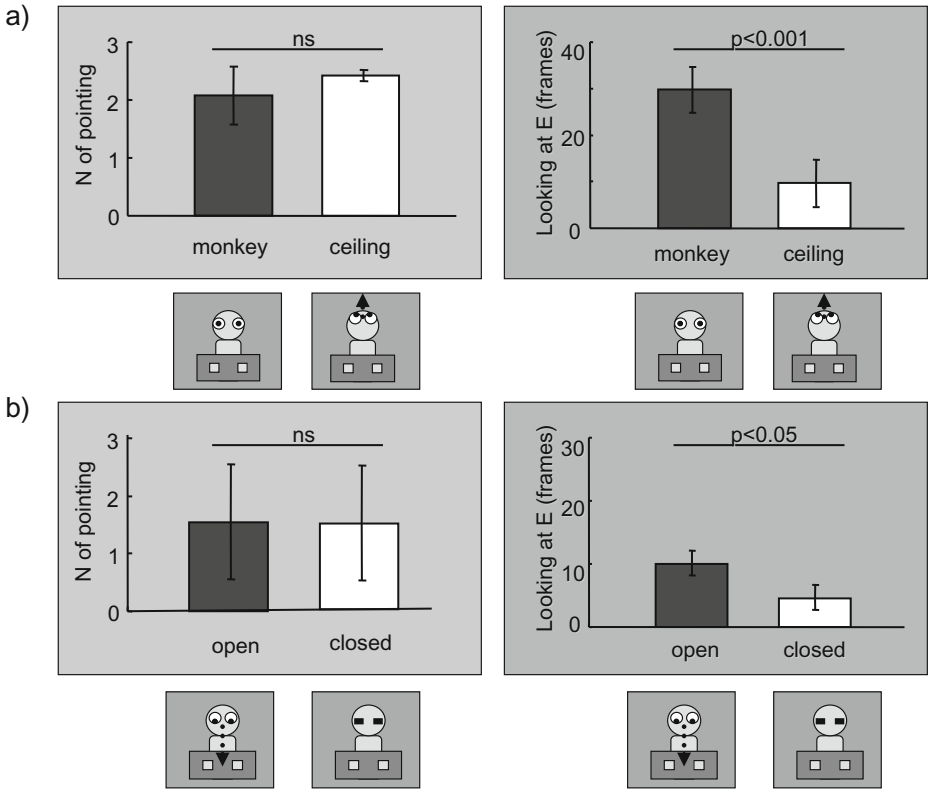 a)
3
2
1
0
N of pointing
ns
monkey ceiling
40
20
0
Looking at E (frames)
p<0.001
monkey ceiling
b)
3
2
1
0
N of pointing
ns
open closed
30
20
10
0
Looking at E (frames)
p<0.05
open closed